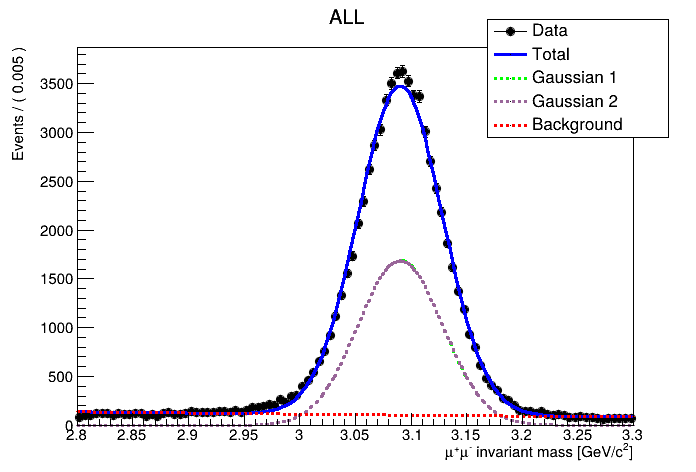 ALL
Data
Total
Gaussian 1
Gaussian 2
Background
Events / ( 0.005 )
3500
3000
2500
2000
1500
1000
500
0
2.8 2.85 2.9 2.95 3 3.05 3.1 3.15 3.2 3.25 3.3
μ⁺μ⁻ invariant mass [GeV/c²]